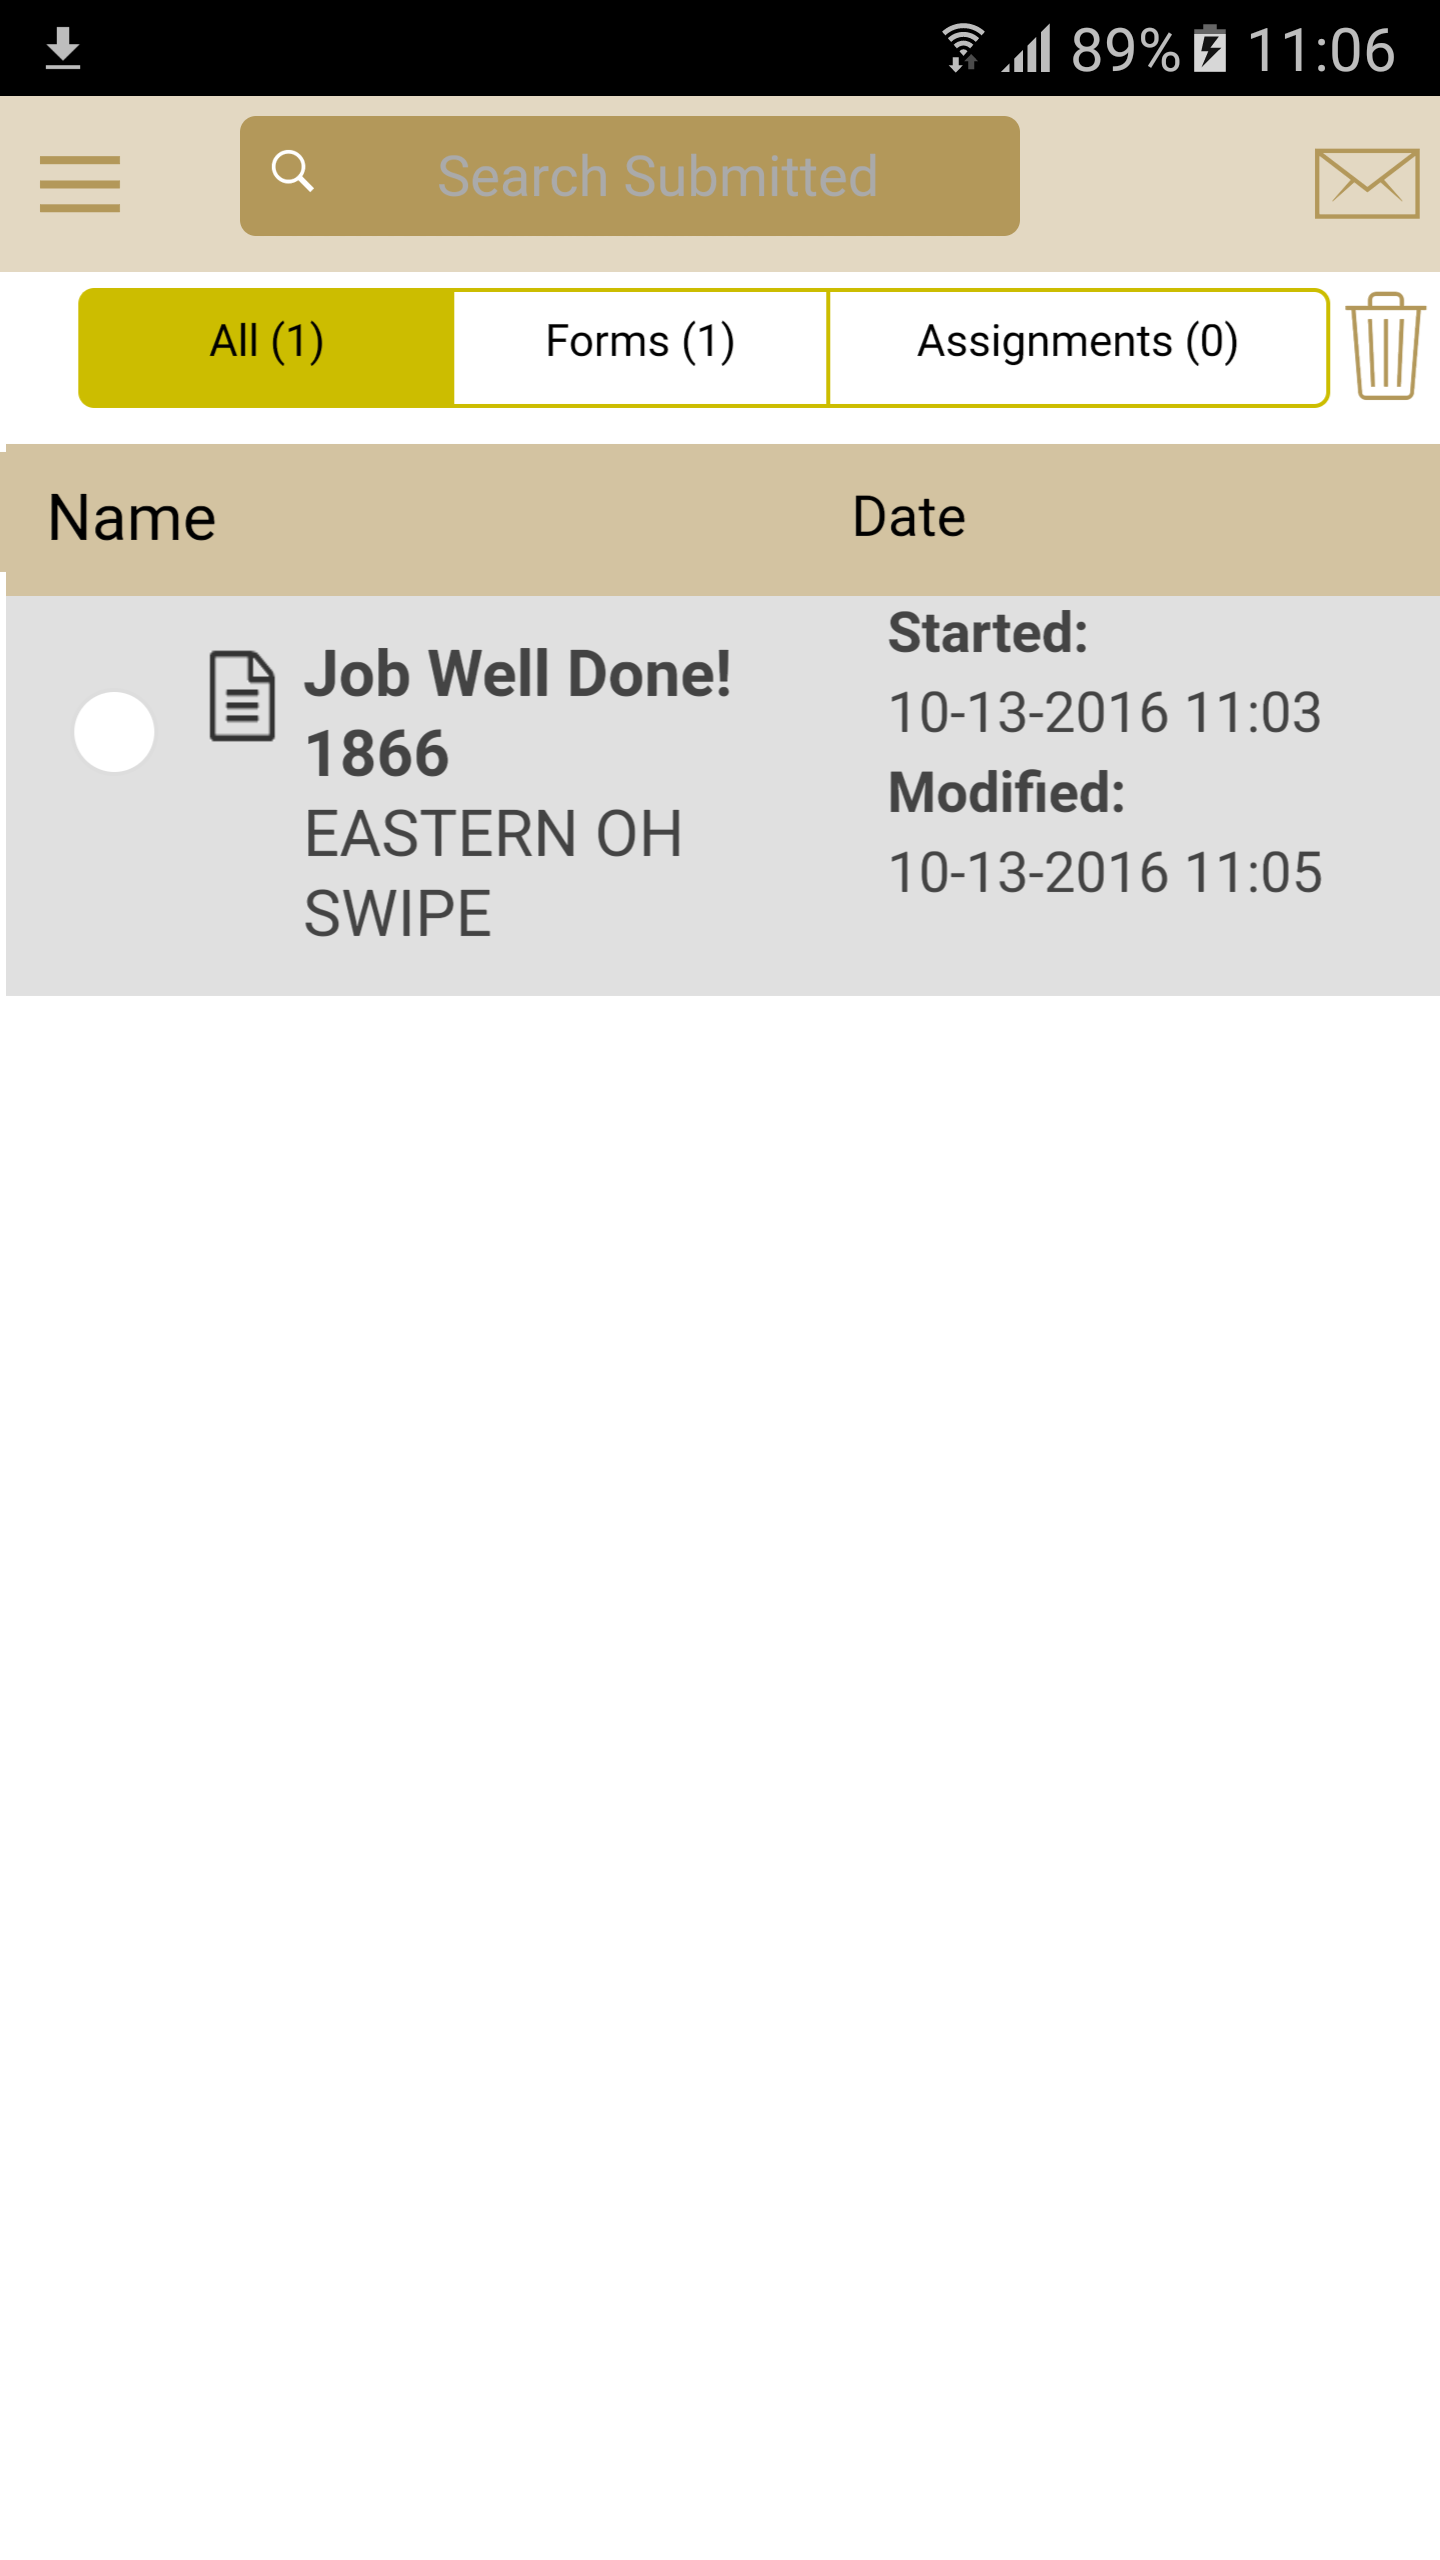 89% 11:06
Search Submitted
All (1) Forms (1) Assignments (0)
Name Date
Job Well Done!
1866
EASTERN OH
SWIPE
Started:
10-13-2016 11:03
Modified:
10-13-2016 11:05